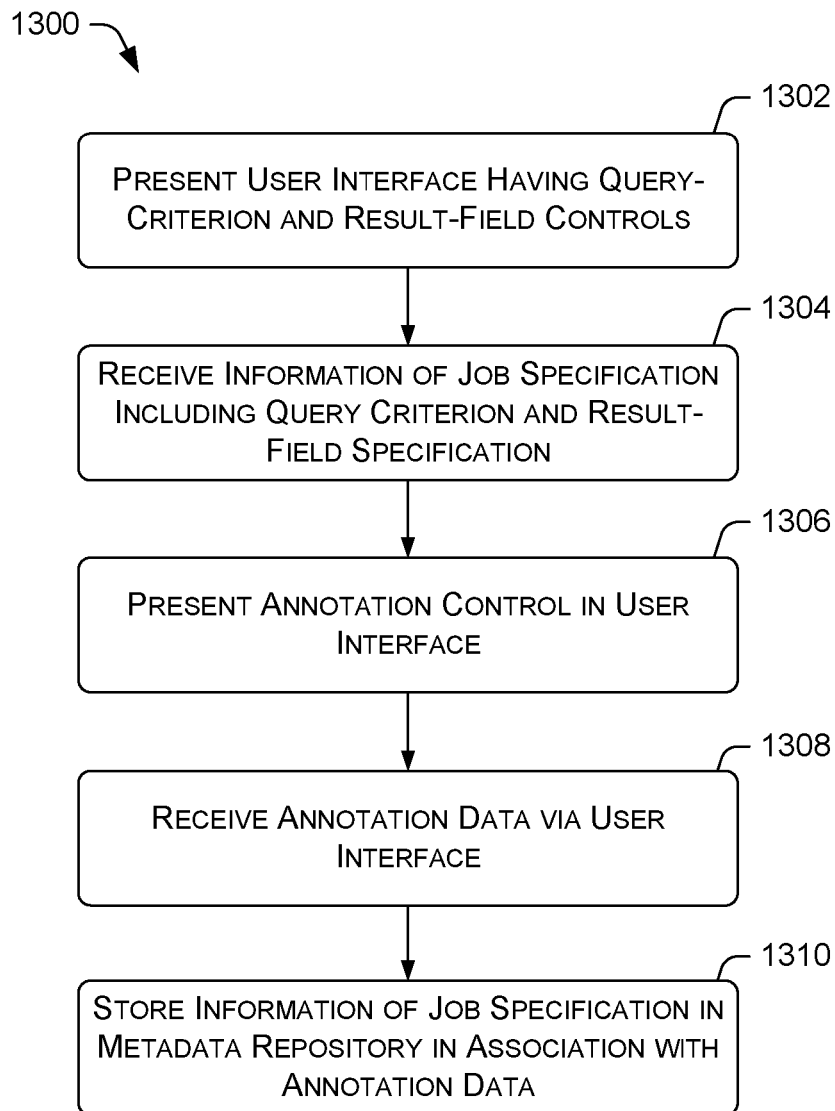 1300
1302
PRESENT USER INTERFACE HAVING QUERY-
CRITERION AND RESULT-FIELD CONTROLS
1304
RECEIVE INFORMATION OF JOB SPECIFICATION
INCLUDING QUERY CRITERION AND RESULT-
FIELD SPECIFICATION
1306
PRESENT ANNOTATION CONTROL IN USER
INTERFACE
1308
RECEIVE ANNOTATION DATA VIA USER
INTERFACE
1310
STORE INFORMATION OF JOB SPECIFICATION IN
METADATA REPOSITORY IN ASSOCIATION WITH
ANNOTATION DATA